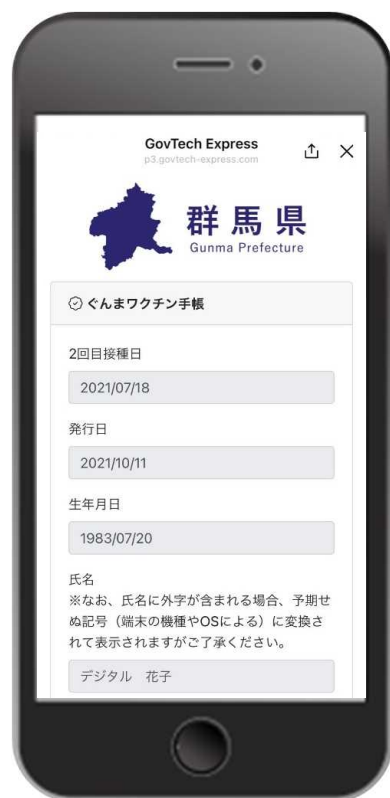 GovTech Express
p3.govtech-express.com
群馬県
Gunma Prefecture
ぐんまワクチン手帳
2回目接種日
2021/07/18
発行日
2021/10/11
生年月日
1983/07/20
氏名
※なお、氏名に外字が含まれる場合、予期せ
ぬ記号（端末の機種やOSによる）に変換さ
れて表示されますがご了承ください。
デジタル　花子